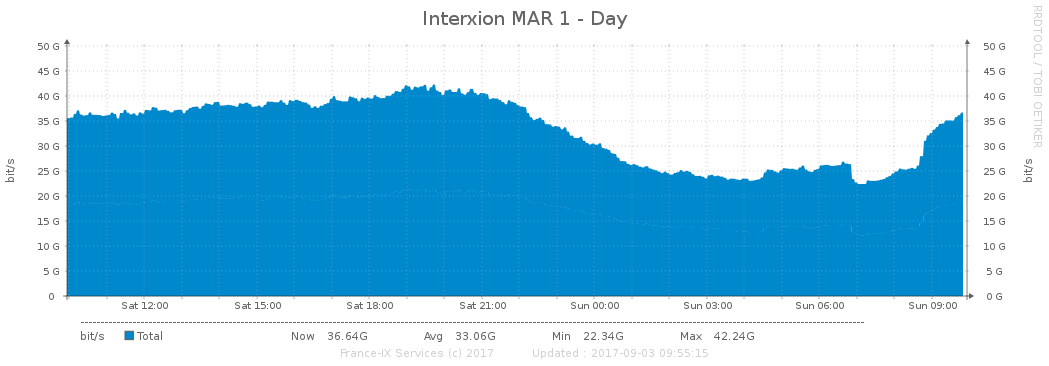 Interxion MAR 1 - Day
RRDTOOL / TOBI OETIKER
bit/s
50 G 50 G
45 G 45 G
40 G 40 G
35 G 35 G
30 G 30 G
25 G 25 G
20 G 20 G
15 G 15 G
10 G 10 G
5 G 5 G
0 0 G
bit/s
Sat 12:00 Sat 15:00 Sat 18:00 Sat 21:00 Sun 00:00 Sun 03:00 Sun 06:00 Sun 09:00
bit/s Total Now 36.64G Avg 33.06G Min 22.34G Max 42.24G
France-IX Services (c) 2017 Updated : 2017-09-03 09:55:15